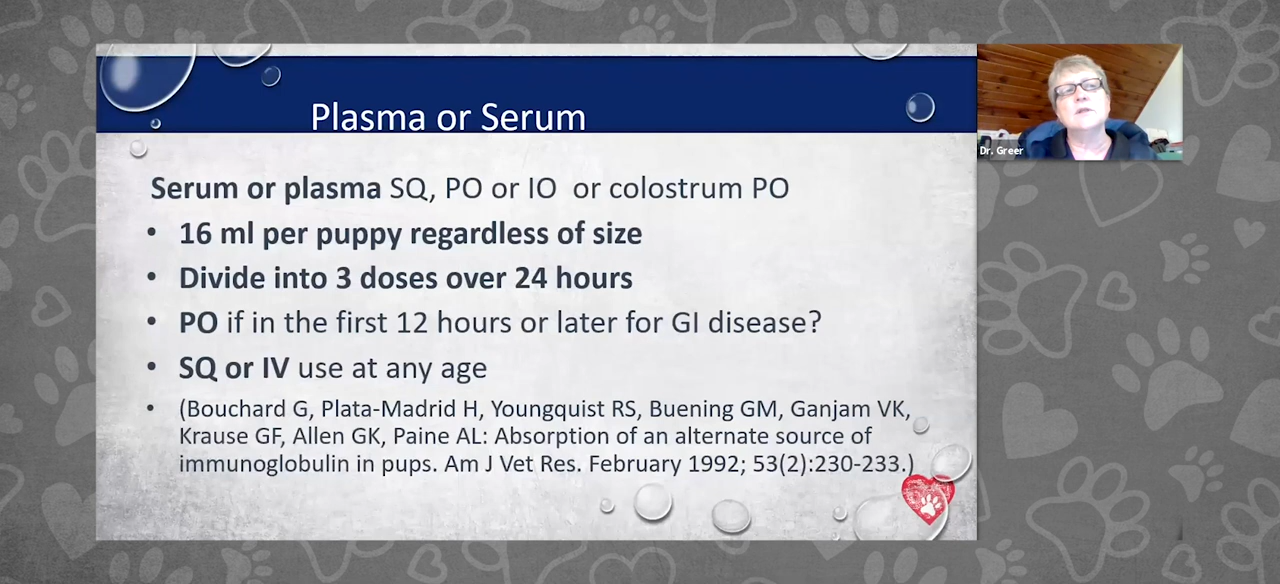 Plasma or Serum
Dr. Greer
Serum or plasma SQ, PO or IO or colostrum PO
• 16 ml per puppy regardless of size
• Divide into 3 doses over 24 hours
• PO if in the first 12 hours or later for GI disease?
• SQ or IV use at any age
• (Bouchard G, Plata-Madrid H, Youngquist RS, Buening GM, Ganjam VK,
Krause GF, Allen GK, Paine AL: Absorption of an alternate source of
immunoglobulin in pups. Am J Vet Res. February 1992; 53(2):230-233.)